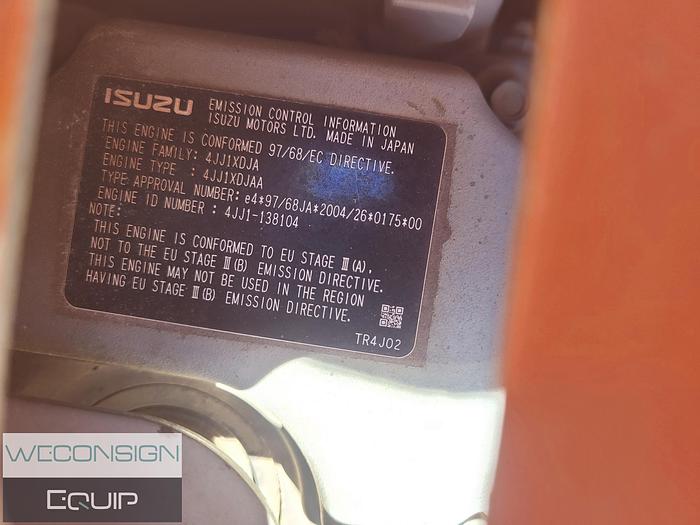 ISUZU EMISSION CONTROL INFORMATION
ISUZU MOTORS LTD. MADE IN JAPAN
THIS ENGINE IS CONFORMED 97/68/EC DIRECTIVE.
ENGINE FAMILY: 4JJ1XDJA
ENGINE TYPE : 4JJ1XDJAA
TYPE APPROVAL NUMBER: e4*97/68JA*2004/26*0175*00
ENGINE ID NUMBER : 4JJ1-138104
NOTE:
THIS ENGINE IS CONFORMED TO EU STAGE Ⅲ(A),
NOT TO THE EU STAGE Ⅲ(B) EMISSION DIRECTIVE.
THIS ENGINE MAY NOT BE USED IN THE REGION
HAVING EU STAGE Ⅲ(B) EMISSION DIRECTIVE.
TR4J02
WECONSIGN
EQUIP